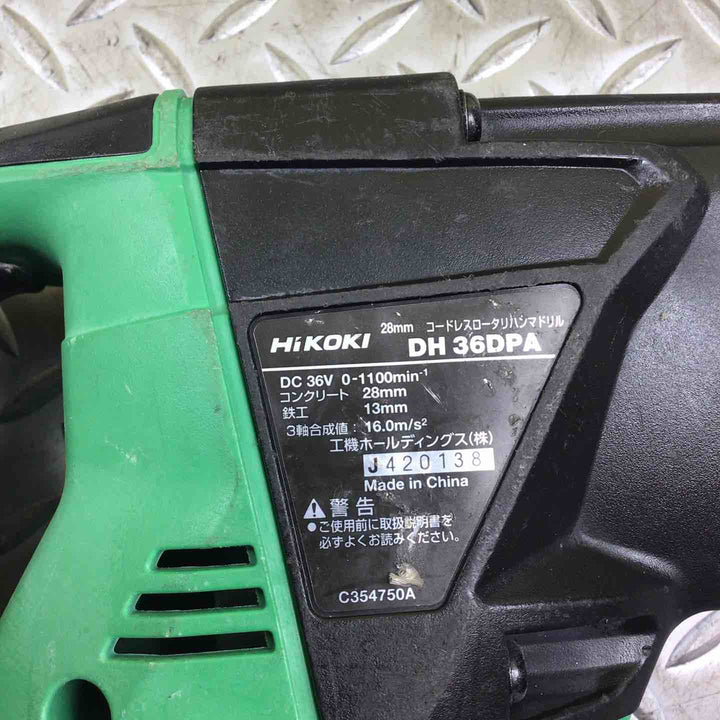 28mm コードレスロータリハンマドリル
HiKOKI DH 36DPA
DC 36V 0-1100min⁻¹
コンクリート 28mm
鉄工 13mm
3軸合成値: 16.0m/s²
工機ホールディングス(株)
J420138
Made in China
警告
●ご使用前に取扱説明書を
必ずよくお読みください。
C354750A